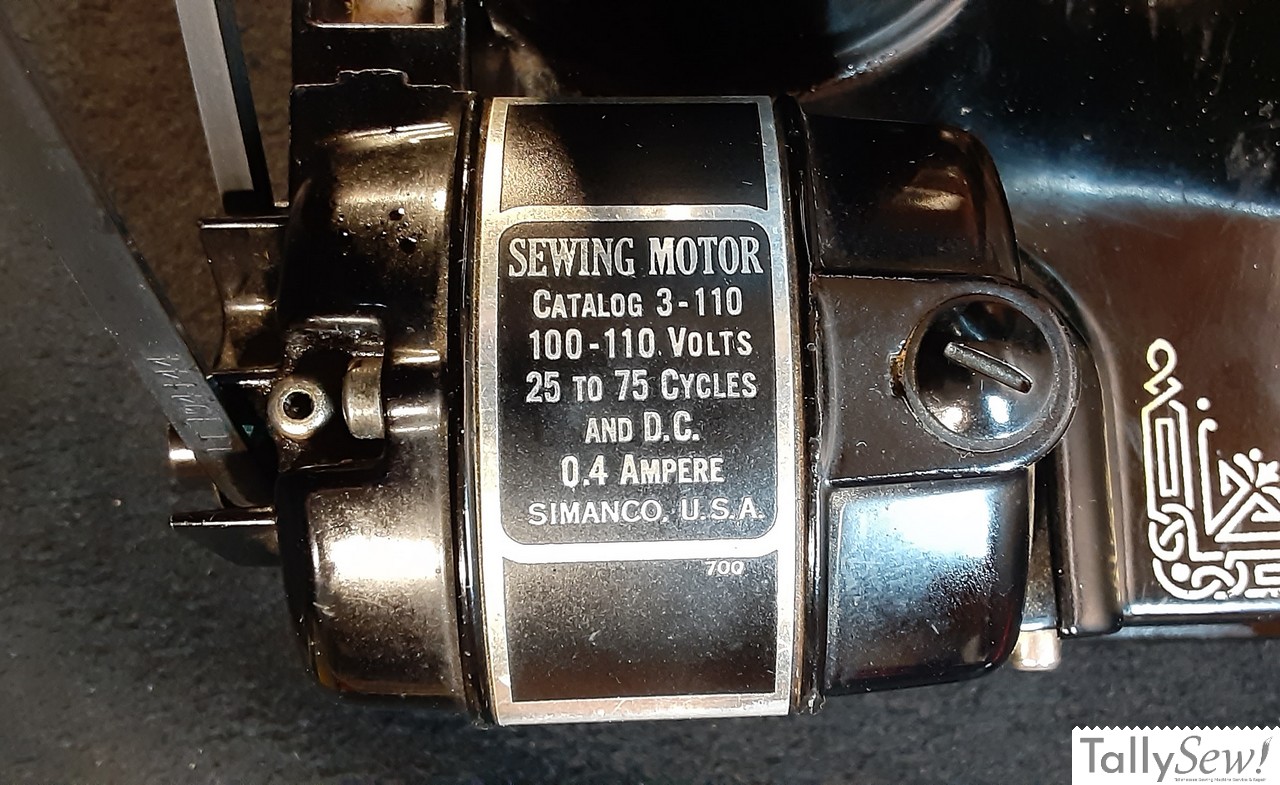 SEWING MOTOR
CATALOG 3-110
100-110 VOLTS
25 TO 75 CYCLES
AND D.C.
0.4 AMPERE
SIMANCO. U.S.A.
700
TallySew!